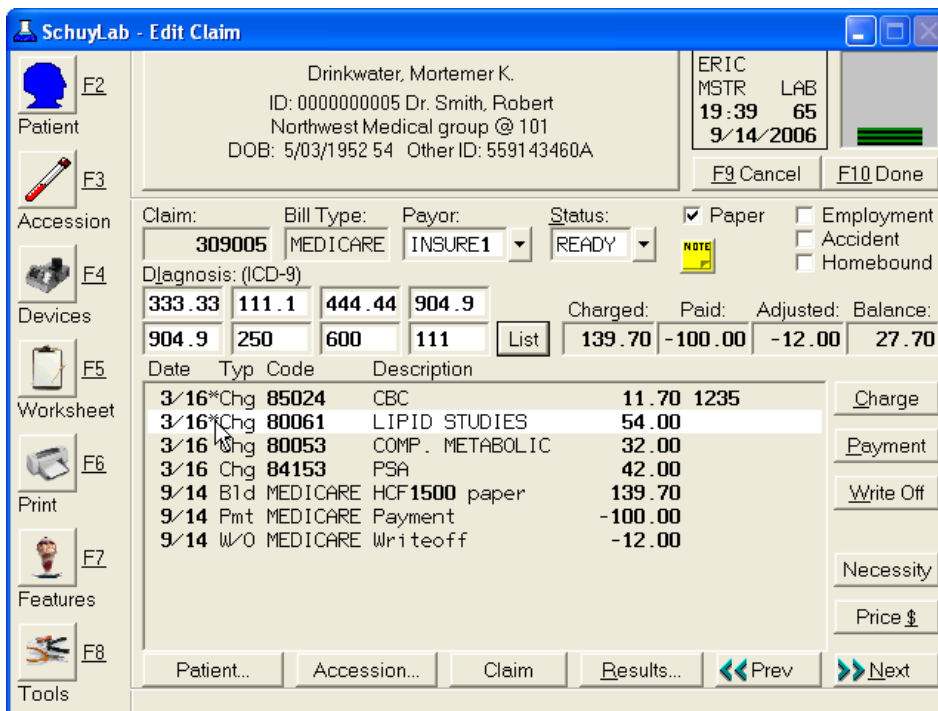 SchuyLab - Edit Claim
F2
Patient
F3
Accession
F4
Devices
F5
Worksheet
F6
Print
F7
Features
F8
Tools
Drinkwater, Mortemer K.
ID: 0000000005 Dr. Smith, Robert
Northwest Medical group @ 101
DOB: 5/03/1952 54 Other ID: 559143460A
ERIC
MSTR LAB
19:39 65
9/14/2006
F9 Cancel F10 Done
Claim: Bill Type: Payor: Status:
309005 MEDICARE INSURE1 READY
Paper
NOTE
Employment
Accident
Homebound
DIagnosis: (ICD-9)
333.33 111.1 444.44 904.9
904.9 250 600 111 List
Charged: Paid: Adjusted: Balance:
139.70 -100.00 -12.00 27.70
Date Typ Code Description
3/16*Chg 85024 CBC 11.70 1235
3/16*Chg 80061 LIPID STUDIES 54.00
3/16 Chg 80053 COMP. METABOLIC 32.00
3/16 Chg 84153 PSA 42.00
9/14 Bld MEDICARE HCF1500 paper 139.70
9/14 Pmt MEDICARE Payment -100.00
9/14 W/O MEDICARE Writeoff -12.00
Charge
Payment
Write Off
Necessity
Price $
Patient... Accession... Claim Results... Prev Next